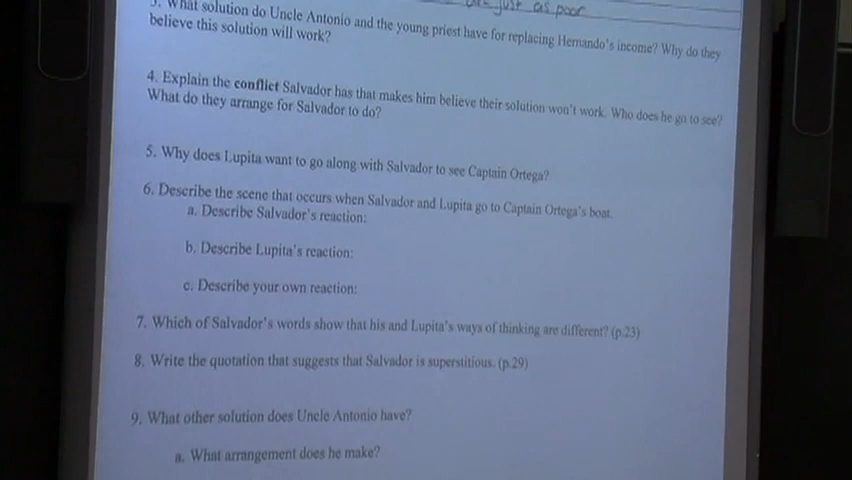 are just as poor
3. What solution do Uncle Antonio and the young priest have for replacing Hernando's income? Why do they
believe this solution will work?
4. Explain the conflict Salvador has that makes him believe their solution won't work. Who does he go to see?
What do they arrange for Salvador to do?
5. Why does Lupita want to go along with Salvador to see Captain Ortega?
6. Describe the scene that occurs when Salvador and Lupita go to Captain Ortega's boat.
a. Describe Salvador's reaction:
b. Describe Lupita's reaction:
c. Describe your own reaction:
7. Which of Salvador's words show that his and Lupita's ways of thinking are different? (p.23)
8. Write the quotation that suggests that Salvador is superstitious. (p.29)
9. What other solution does Uncle Antonio have?
a. What arrangement does he make?